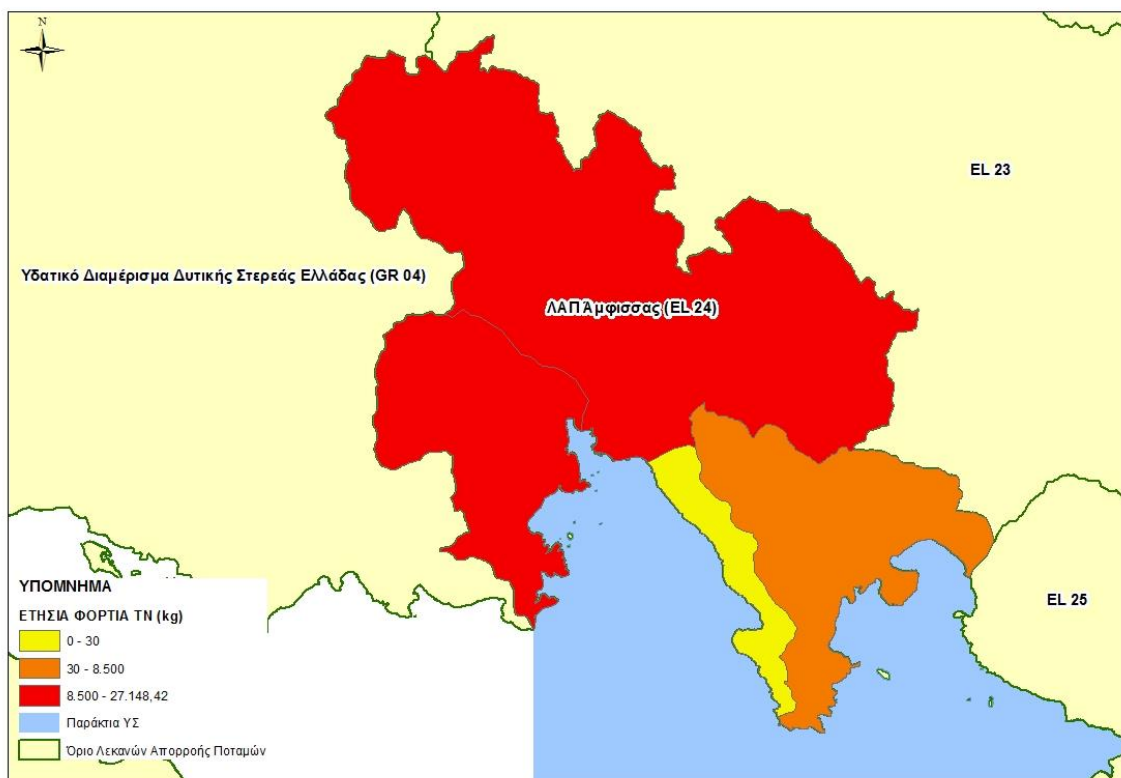 N
EL 23
Υδατικό Διαμέρισμα Δυτικής Στερεάς Ελλάδας (GR 04)
ΛΑΠ Άμφισσας (EL 24)
EL 25
ΥΠΟΜΝΗΜΑ
ΕΤΗΣΙΑ ΦΟΡΤΙΑ TN (kg)
0 - 30
30 - 8.500
8.500 - 27.148,42
Παράκτια ΥΣ
Όριο Λεκανών Απορροής Ποταμών